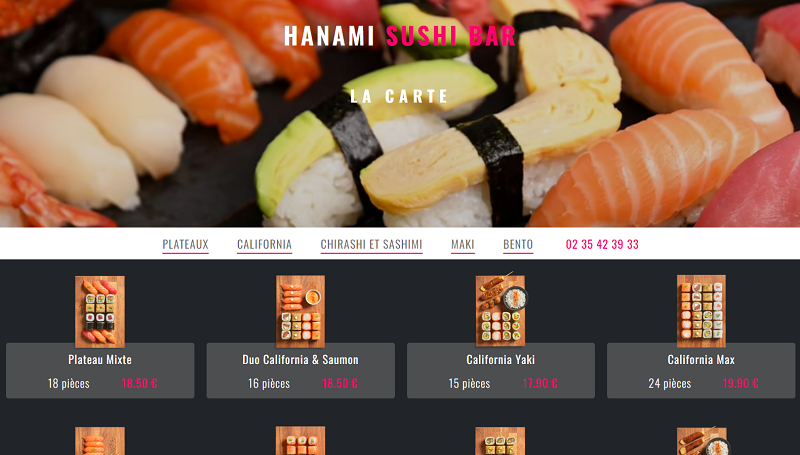 HANAMI SUSHI BAR
LA CARTE
PLATEAUX CALIFORNIA CHIRASHI ET SASHIMI MAKI BENTO 02 35 42 39 33
Plateau Mixte Duo California & Saumon California Yaki California Max
18 pièces 18.50 € 16 pièces 18.50 € 15 pièces 17.90 € 24 pièces 19.90 €